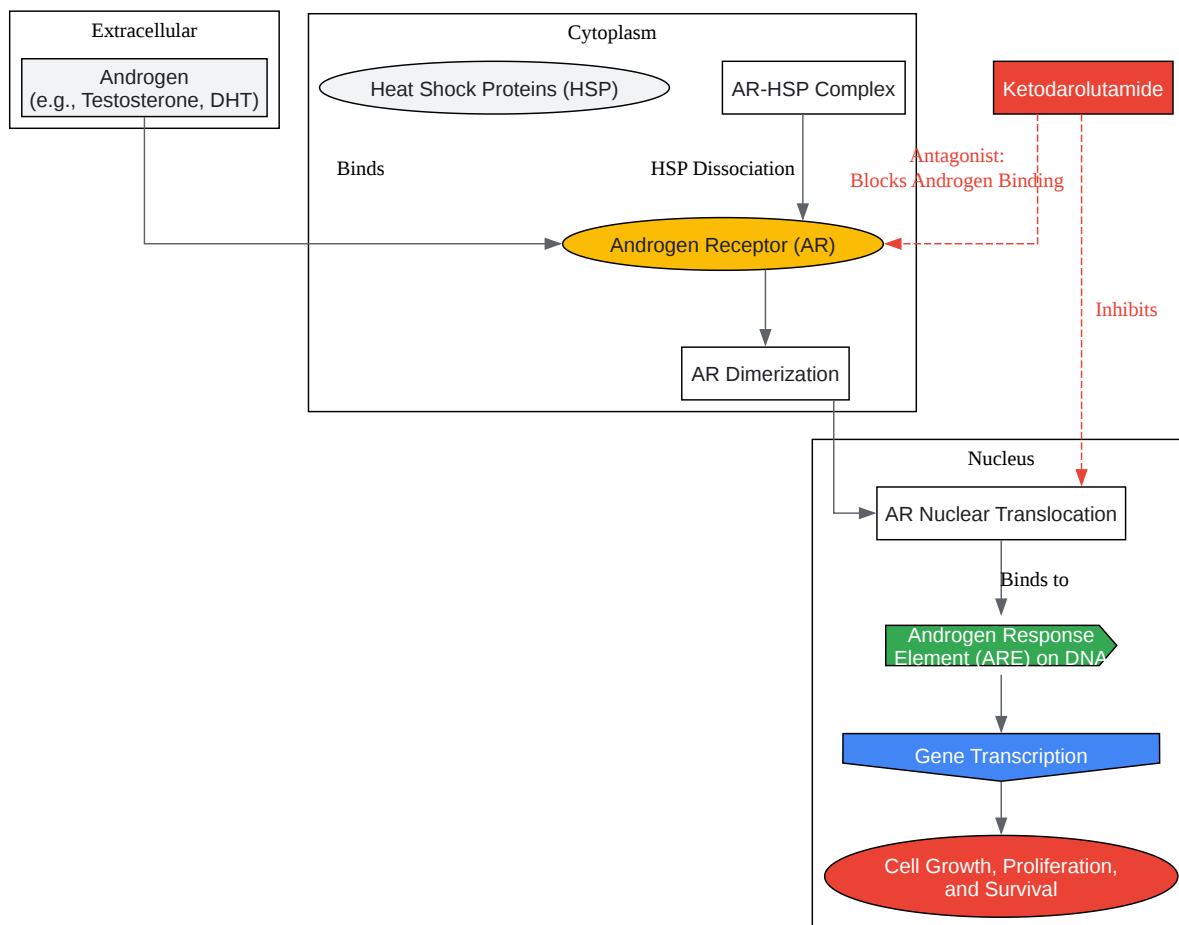 Extracellular
Androgen
(e.g., Testosterone, DHT)
Cytoplasm
Heat Shock Proteins (HSP)
AR-HSP Complex
Ketodarolutamide
Binds
HSP Dissociation
Antagonist:
Blocks Androgen Binding
Androgen Receptor (AR)
Inhibits
AR Dimerization
Nucleus
AR Nuclear Translocation
Binds to
Androgen Response
Element (ARE) on DNA
Gene Transcription
Cell Growth, Proliferation,
and Survival